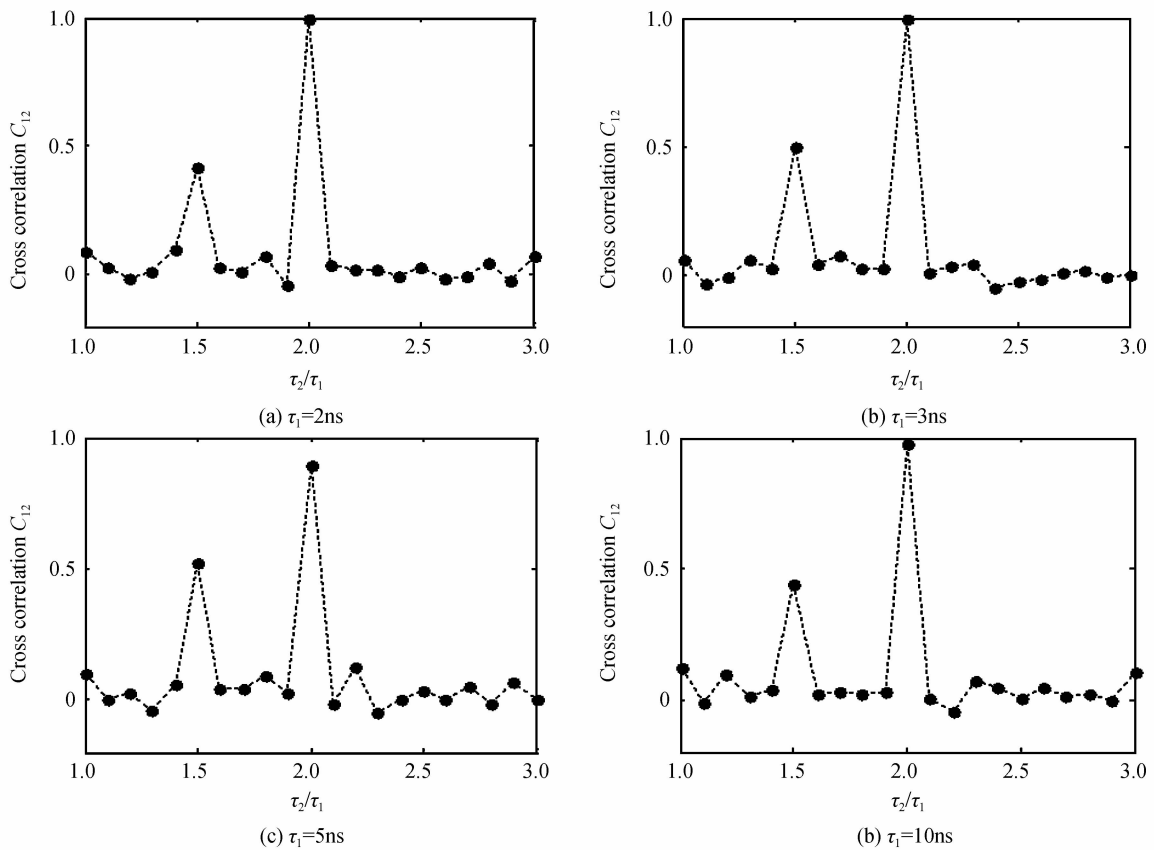 1.0
0.5
0
Cross correlation C12
1.0 1.5 2.0 2.5 3.0
τ2/τ1
(a) τ1=2ns
1.0
0.5
0
Cross correlation C12
1.0 1.5 2.0 2.5 3.0
τ2/τ1
(b) τ1=3ns
1.0
0.5
0
Cross correlation C12
1.0 1.5 2.0 2.5 3.0
τ2/τ1
(c) τ1=5ns
1.0
0.5
0
Cross correlation C12
1.0 1.5 2.0 2.5 3.0
τ2/τ1
(b) τ1=10ns